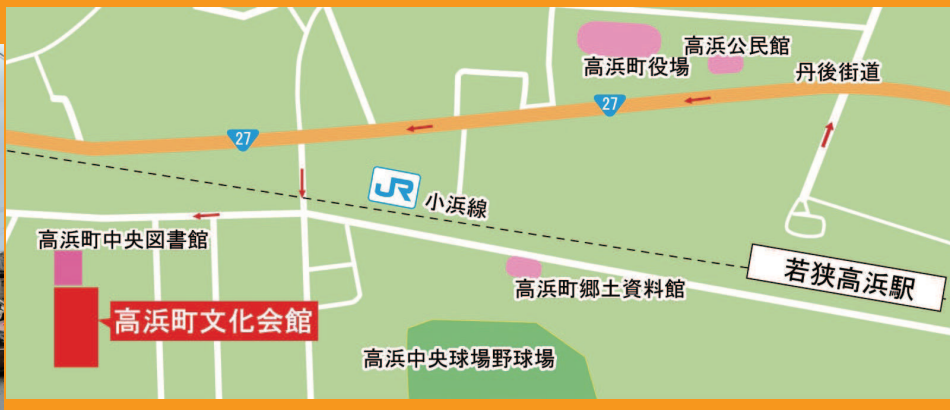 高浜公民館
高浜町役場
丹後街道
27
27
JR
小浜線
高浜町中央図書館
若狭高浜駅
高浜町郷土資料館
高浜町文化会館
高浜中央球場野球場